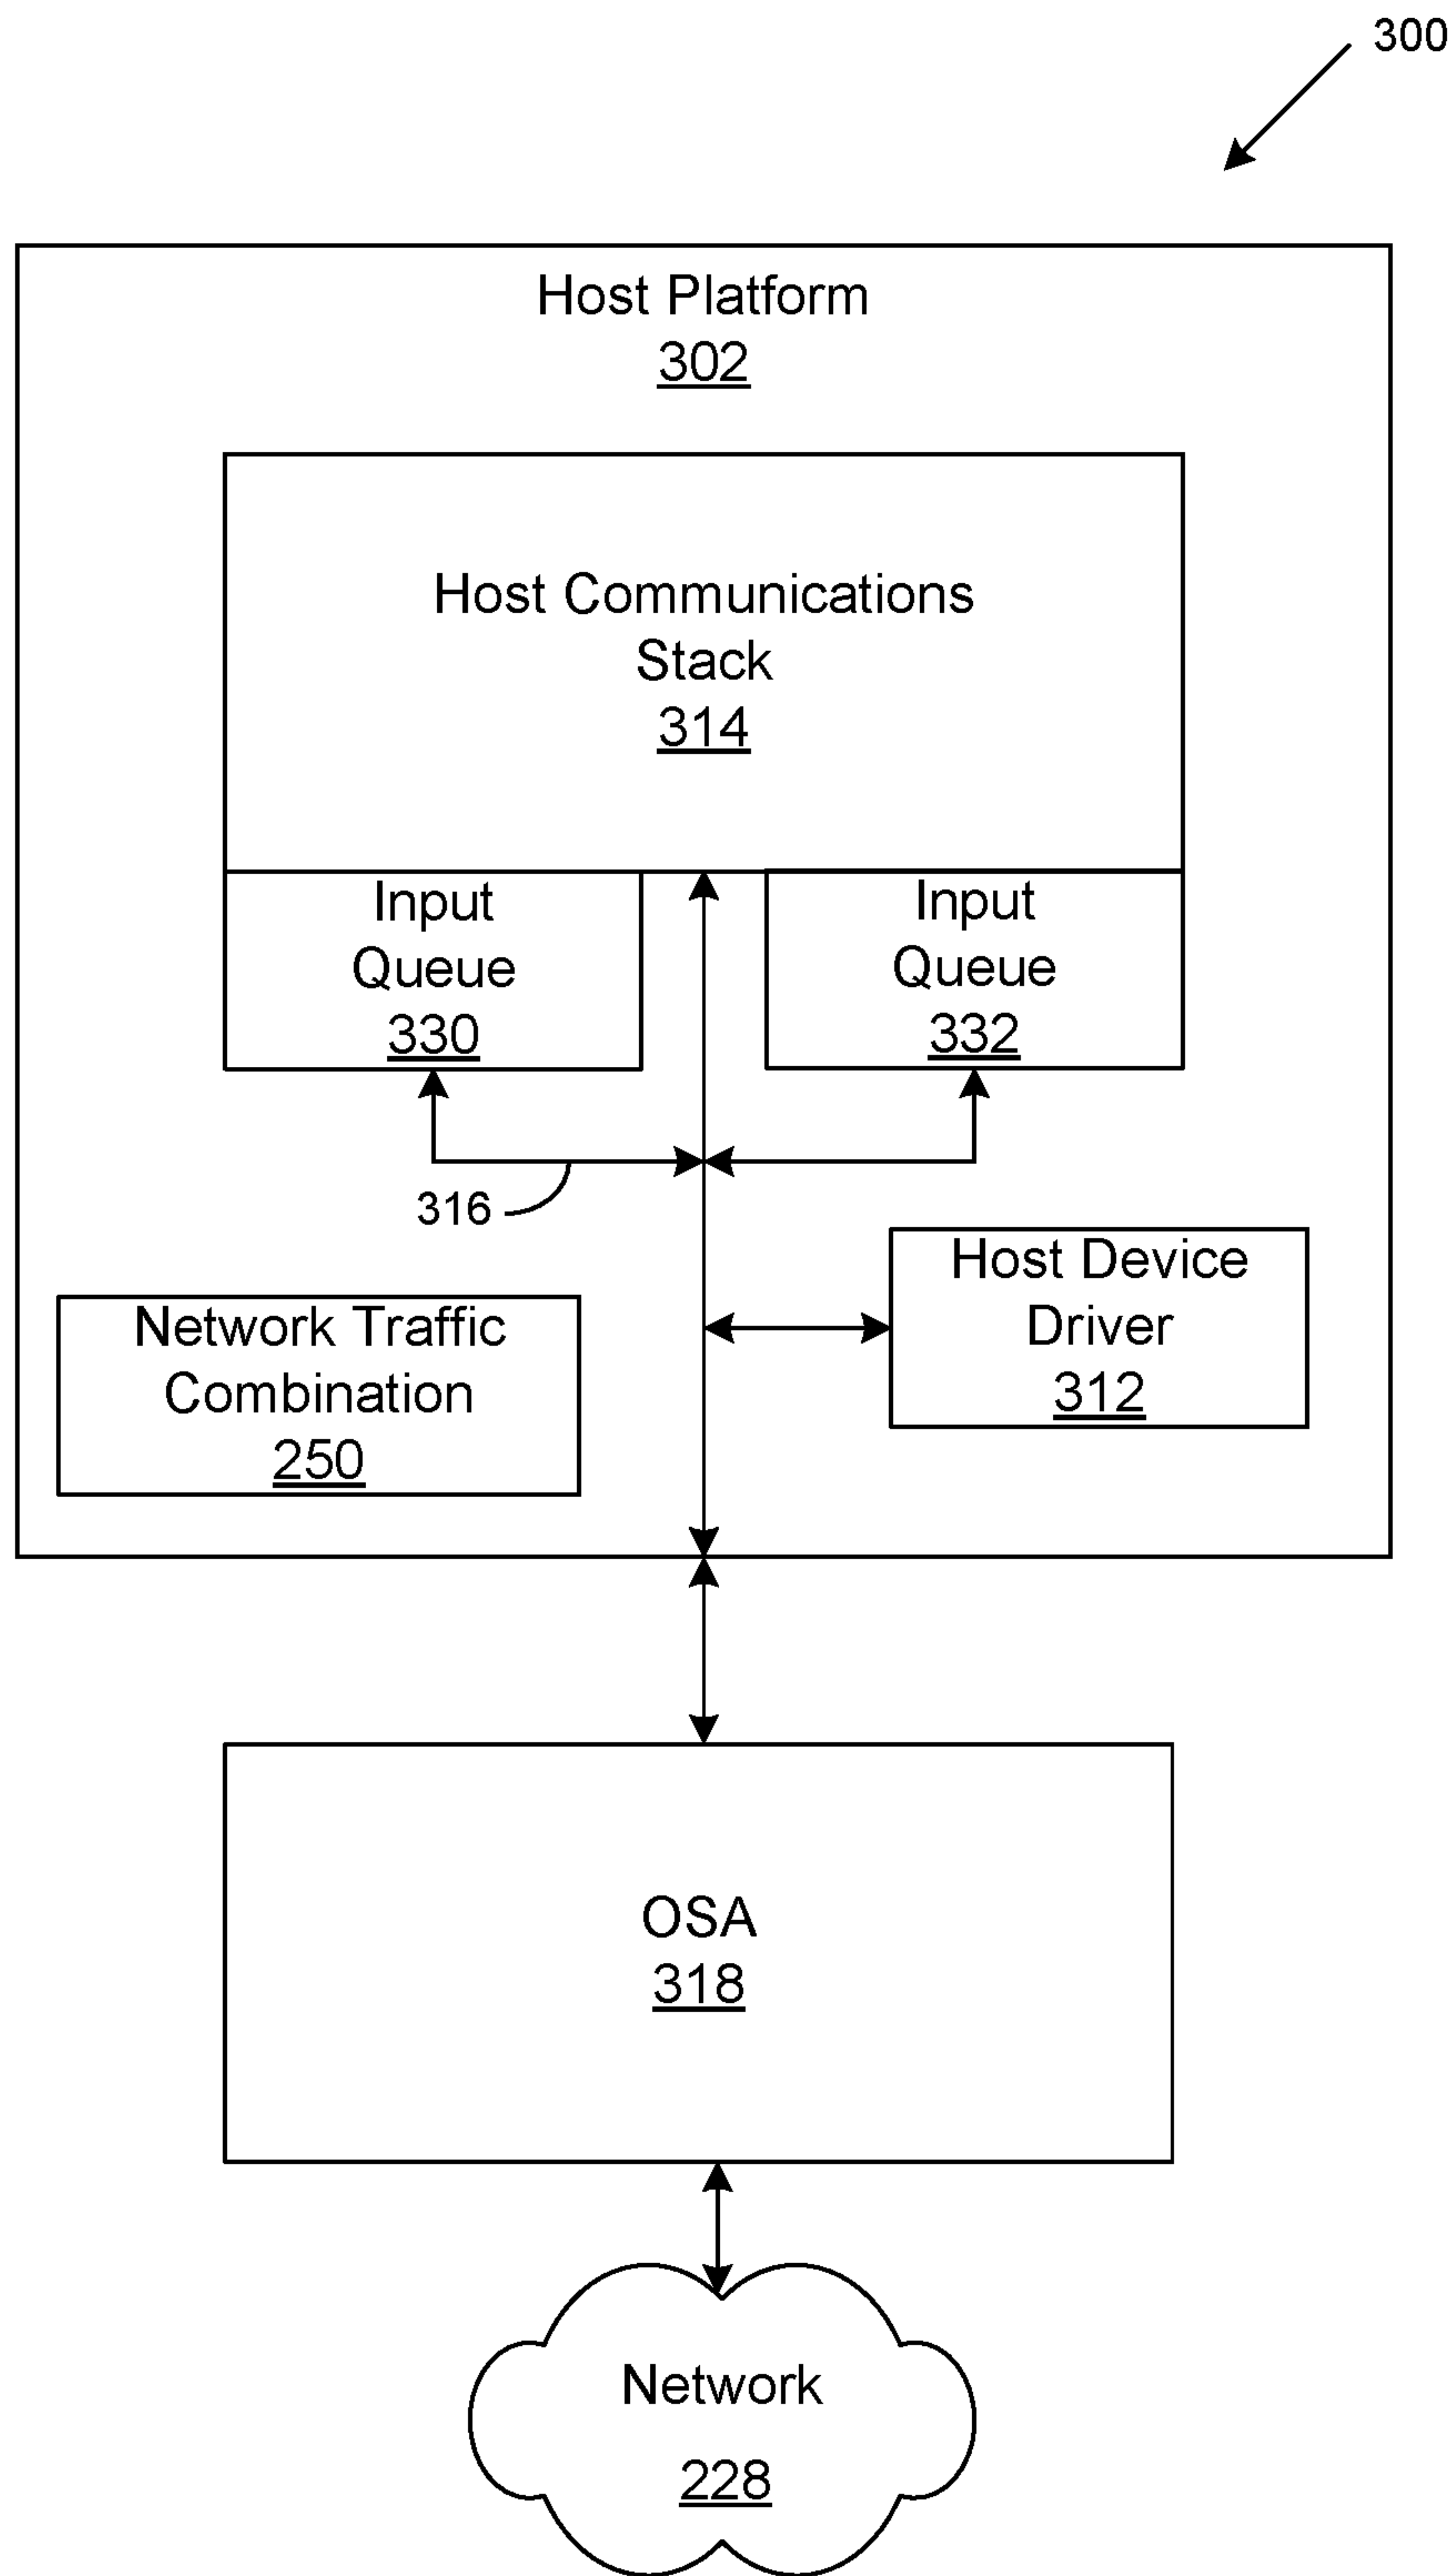 300
Host Platform
302
Host Communications
Stack
314
Input
Queue
330
Input
Queue
332
316
Host Device
Driver
312
Network Traffic
Combination
250
OSA
318
Network
228